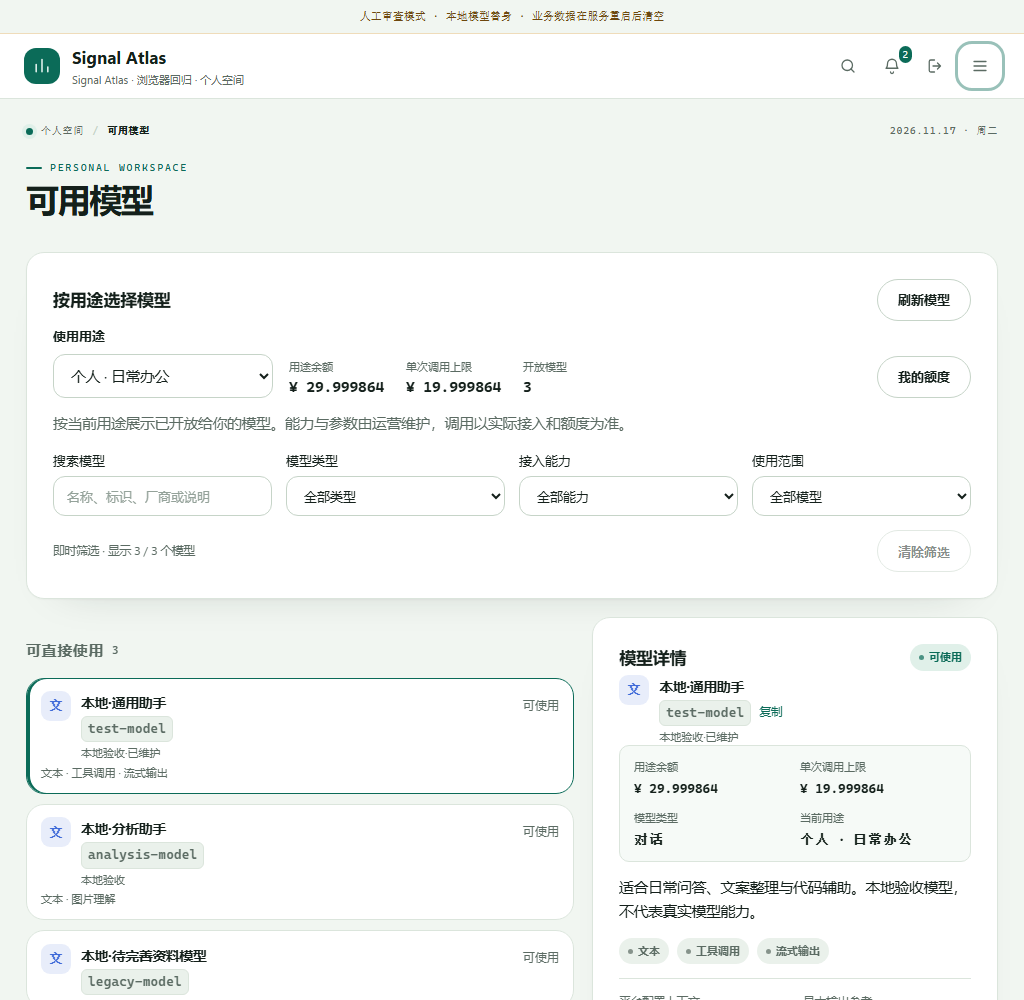 人工审查模式 · 本地模型替身 · 业务数据在服务重启后清空
Signal Atlas
Signal Atlas · 浏览器回归 · 个人空间
2
个人空间 / 可用模型
2026.11.17 · 周二
PERSONAL WORKSPACE
可用模型
按用途选择模型
刷新模型
使用用途
个人 · 日常办公
用途余额
¥ 29.999864
单次调用上限
¥ 19.999864
开放模型
3
我的额度
按当前用途展示已开放给你的模型。能力与参数由运营维护，调用以实际接入和额度为准。
搜索模型
名称、标识、厂商或说明
模型类型
全部类型
接入能力
全部能力
使用范围
全部模型
即时筛选 · 显示 3 / 3 个模型
清除筛选
可直接使用 3
文
本地·通用助手
可使用
test-model
本地验收·已维护
文本 · 工具调用 · 流式输出
文
本地·分析助手
可使用
analysis-model
本地验收
文本 · 图片理解
文
本地·待完善资料模型
可使用
legacy-model
模型详情
可使用
文
本地·通用助手
test-model 复制
本地验收·已维护
用途余额
¥ 29.999864
单次调用上限
¥ 19.999864
模型类型
对话
当前用途
个人 · 日常办公
适合日常问答、文案整理与代码辅助。本地验收模型，
不代表真实模型能力。
文本
工具调用
流式输出